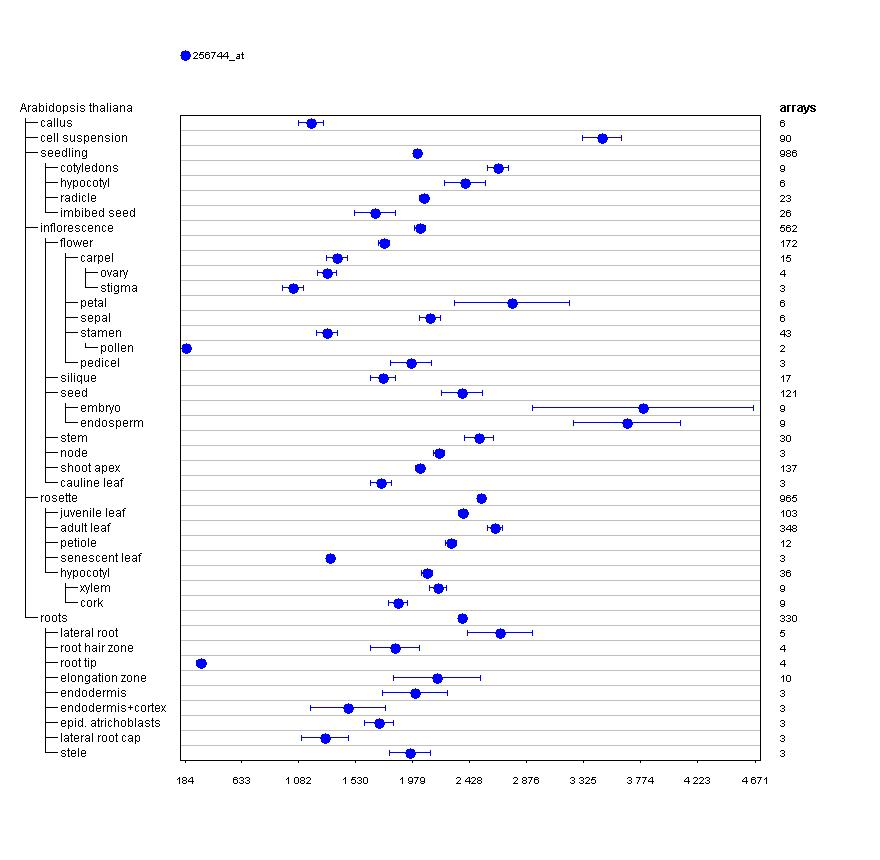 256744_at
Arabidopsis thaliana arrays
callus 6
cell suspension 90
seedling 986
cotyledons 9
hypocotyl 6
radicle 23
imbibed seed 26
inflorescence 562
flower 172
carpel 15
ovary 4
stigma 3
petal 6
sepal 6
stamen 43
pollen 2
pedicel 3
silique 17
seed 121
embryo 9
endosperm 9
stem 30
node 3
shoot apex 137
cauline leaf 3
rosette 965
juvenile leaf 103
adult leaf 348
petiole 12
senescent leaf 3
hypocotyl 36
xylem 9
cork 9
roots 330
lateral root 5
root hair zone 4
root tip 4
elongation zone 10
endodermis 3
endodermis+cortex 3
epid. atrichoblasts 3
lateral root cap 3
stele 3
184 633 1 082 1 530 1 979 2 428 2 876 3 325 3 774 4 223 4 671